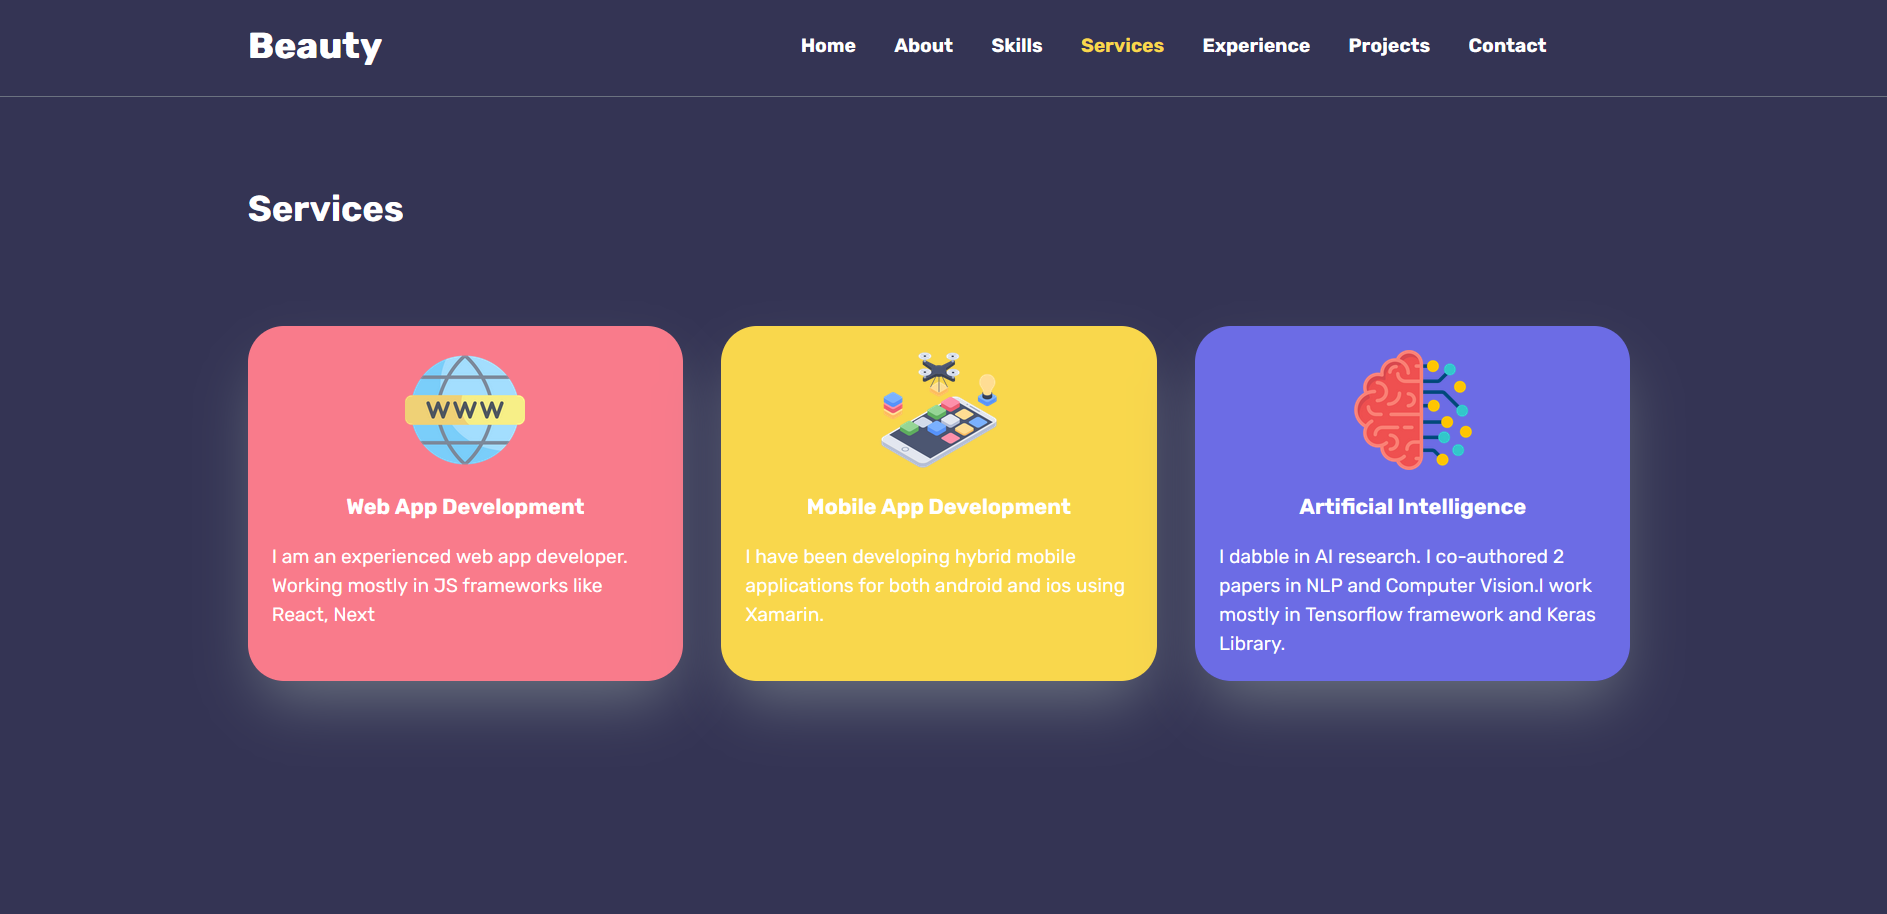 Beauty
Home About Skills Services Experience Projects Contact
Services
WWW
Web App Development
I am an experienced web app developer.
Working mostly in JS frameworks like
React, Next
Mobile App Development
I have been developing hybrid mobile
applications for both android and ios using
Xamarin.
Artificial Intelligence
I dabble in AI research. I co-authored 2
papers in NLP and Computer Vision.I work
mostly in Tensorflow framework and Keras
Library.